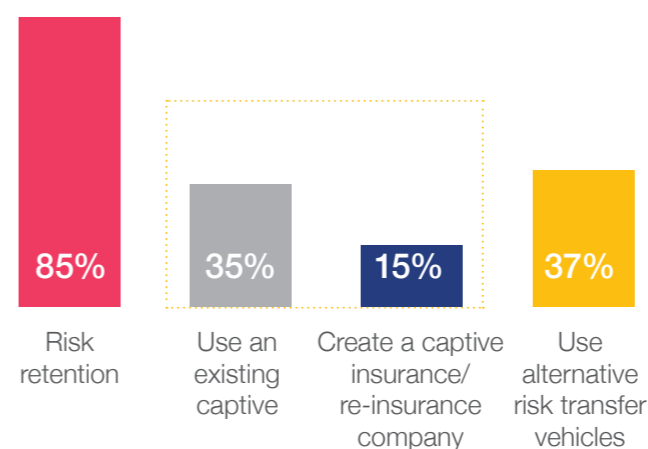 85%
35%
15%
37%
Risk
retention
Use an
existing
captive
Create a captive
insurance/
re-insurance
company
Use
alternative
risk transfer
vehicles